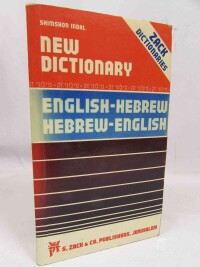 SHIMSHON INBAL
ZACK
DICTIONARIES
NEW
DICTIONARY
ENGLISH-HEBREW
HEBREW-ENGLISH
S. ZACK & CO. PUBLISHERS, JERUSALEM